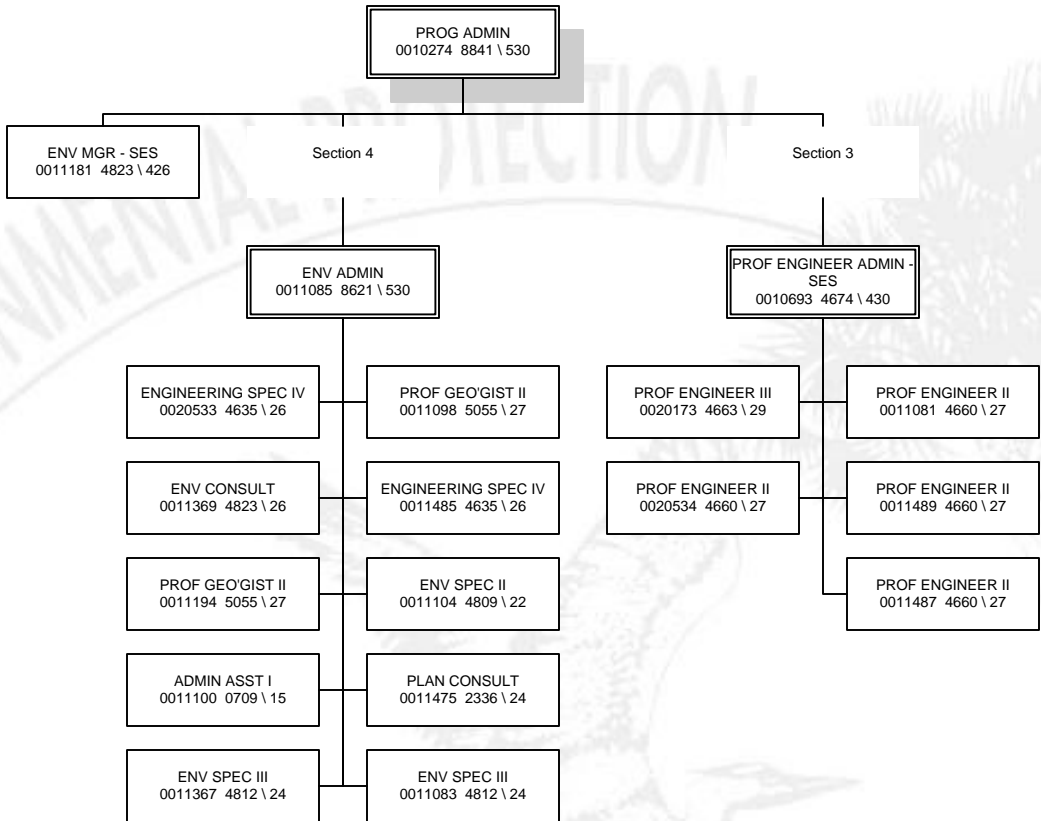 PROG ADMIN
0010274 8841 \ 530
ENV MGR - SES
0011181 4823 \ 426
Section 4
Section 3
ENV ADMIN
0011085 8621 \ 530
PROF ENGINEER ADMIN -
SES
0010693 4674 \ 430
ENGINEERING SPEC IV
0020533 4635 \ 26
PROF GEO'GIST II
0011098 5055 \ 27
PROF ENGINEER III
0020173 4663 \ 29
PROF ENGINEER II
0011081 4660 \ 27
ENV CONSULT
0011369 4823 \ 26
ENGINEERING SPEC IV
0011485 4635 \ 26
PROF ENGINEER II
0020534 4660 \ 27
PROF ENGINEER II
0011489 4660 \ 27
PROF GEO'GIST II
0011194 5055 \ 27
ENV SPEC II
0011104 4809 \ 22
PROF ENGINEER II
0011487 4660 \ 27
ADMIN ASST I
0011100 0709 \ 15
PLAN CONSULT
0011475 2336 \ 24
ENV SPEC III
0011367 4812 \ 24
ENV SPEC III
0011083 4812 \ 24